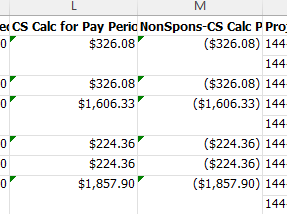 L M
ec CS Calc for Pay Perio NonSpons-CS Calc P Pro
0 $326.08 ($326.08) 144
144
0 $326.08 ($326.08) 144
0 $1,606.33 ($1,606.33) 144
144
0 $224.36 ($224.36) 144
0 $224.36 ($224.36) 144
0 $1,857.90 ($1,857.90) 144
144